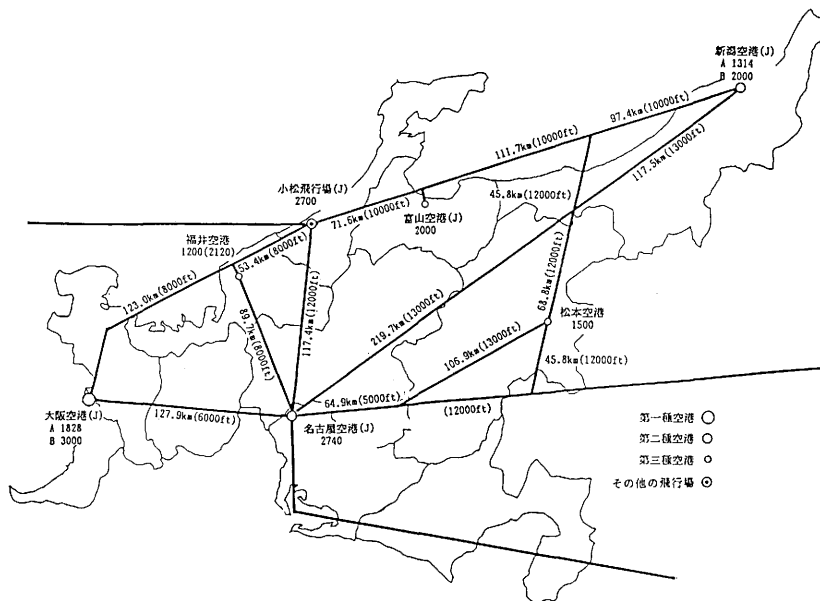 新潟空港(J)
A 1314
B 2000
97.4km(10000ft)
111.7km(10000ft)
117.5km(13000ft)
小松飛行場(J)
2700
71.6km(10000ft)
45.8km(12000ft)
富山空港(J)
2000
福井空港
1200(2120)
53.4km(8000ft)
123.0km(8000ft)
89.7km(8000ft)
117.4km(12000ft)
219.7km(13000ft)
68.8km(12000ft)
松本空港
1500
106.9km(13000ft)
45.8km(12000ft)
64.9km(5000ft)
(12000ft)
127.9km(6000ft)
大阪空港(J)
A 1828
B 3000
名古屋空港(J)
2740
第一種空港
第二種空港
第三種空港
その他の飛行場